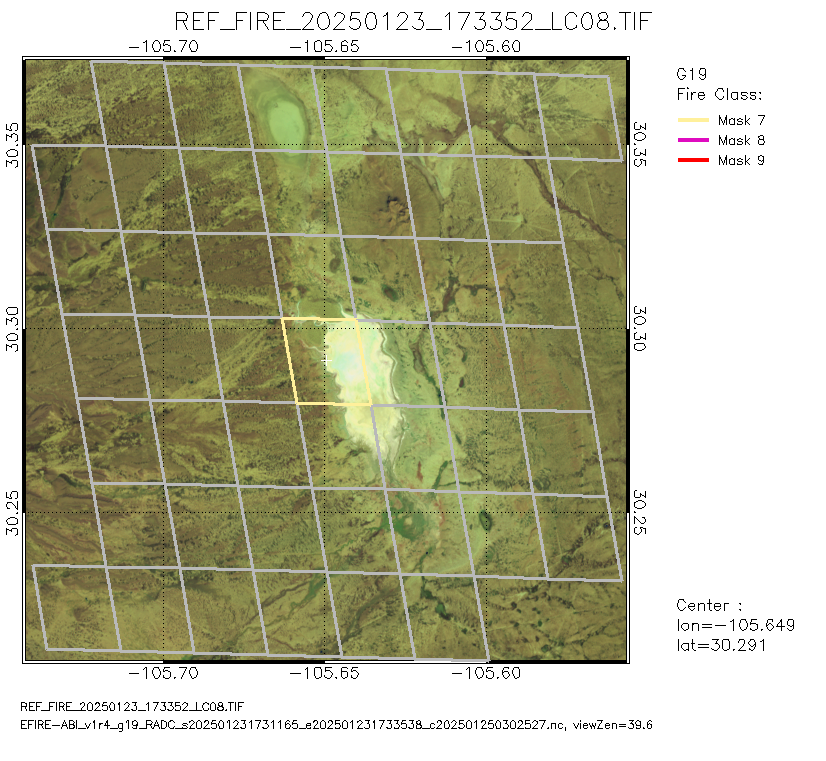 REF_FIRE_20250123_173352_LC08.TIF
−105.70 −105.65 −105.60
G19
Fire Class:
Mask 7
Mask 8
Mask 9
30.35 30.35
30.30 30.30
30.25 30.25
Center :
lon=−105.649
lat=30.291
−105.70 −105.65 −105.60
REF_FIRE_20250123_173352_LC08.TIF
EFIRE−ABI_v1r4_g19_RADC_s202501231731165_e202501231733538_c202501250302527.nc, viewZen=39.6